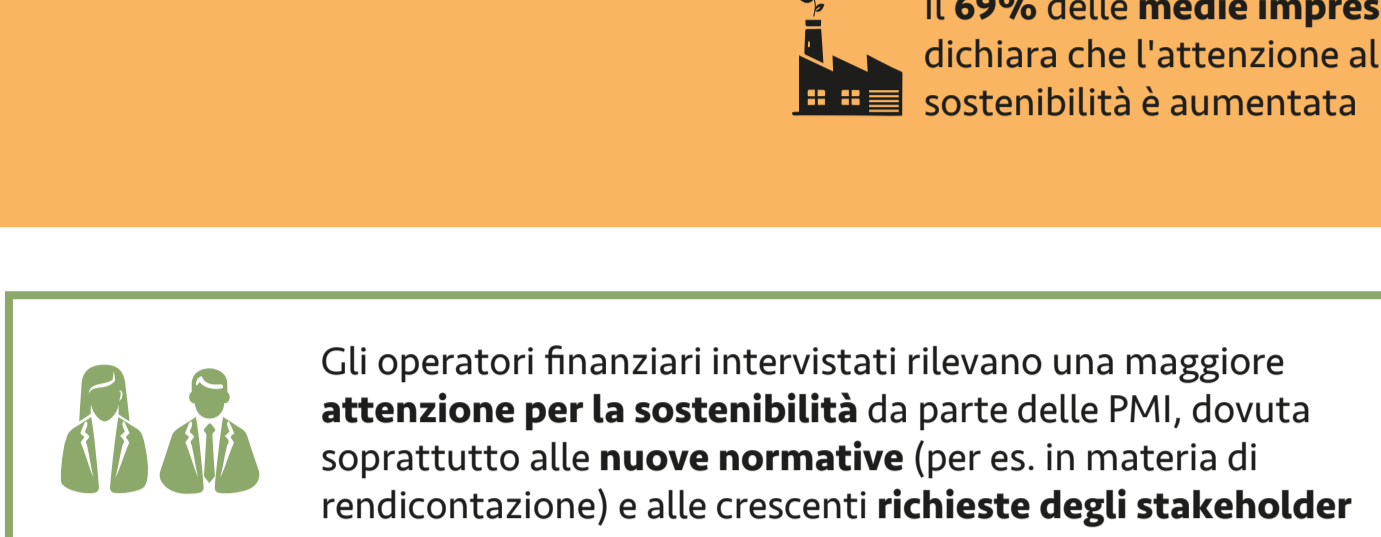 Il 69% delle medie impres
dichiara che l'attenzione al
sostenibilità è aumentata
Gli operatori finanziari intervistati rilevano una maggiore
attenzione per la sostenibilità da parte delle PMI, dovuta
soprattutto alle nuove normative (per es. in materia di
rendicontazione) e alle crescenti richieste degli stakeholder